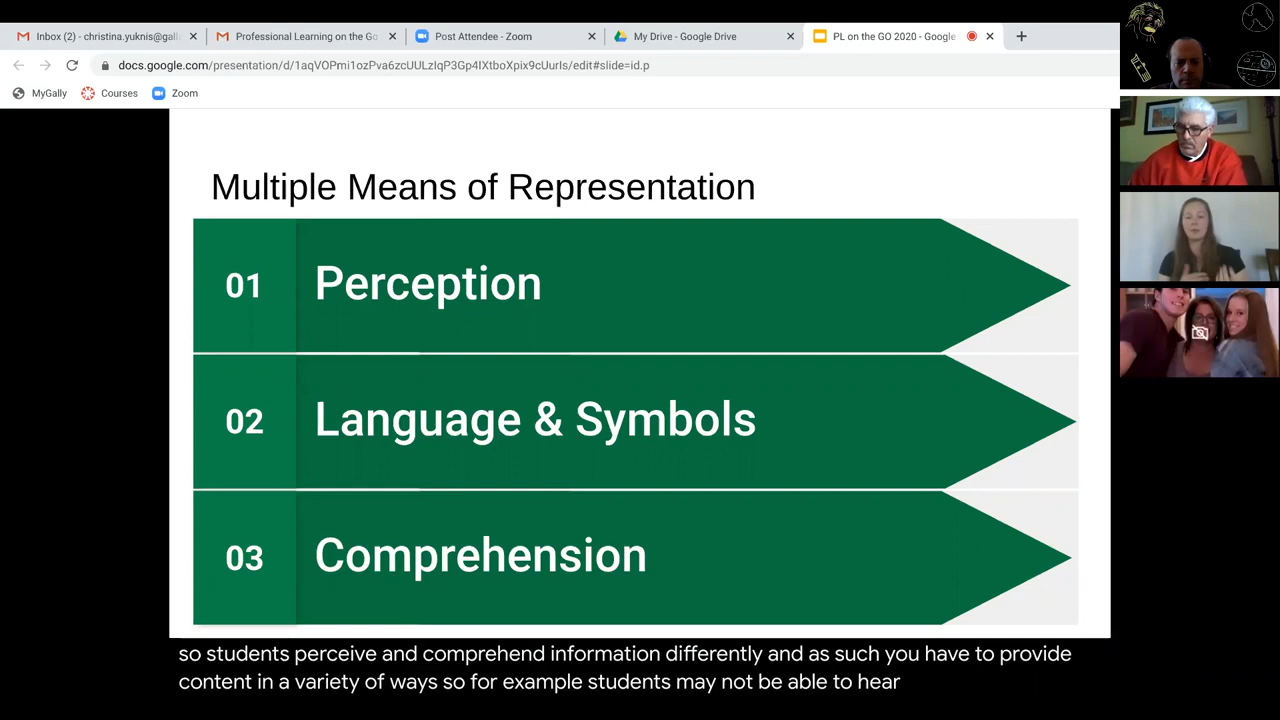 Inbox (2) - christina.yuknis@gall
Professional Learning on the Go
Post Attendee - Zoom
My Drive - Google Drive
PL on the GO 2020 - Google
docs.google.com/presentation/d/1aqVOPmi1ozPva6zcUULzIqP3Gp4IXtboXpix9cUurIs/edit#slide=id.p
MyGally
Courses
Zoom
Multiple Means of Representation
01
Perception
02
Language & Symbols
03
Comprehension
so students perceive and comprehend information differently and as such you have to provide
content in a variety of ways so for example students may not be able to hear